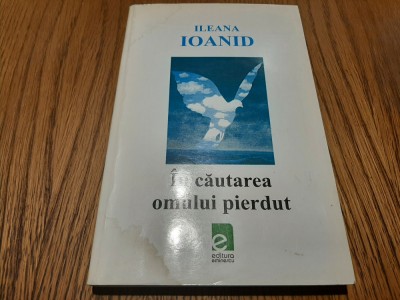 ILEANA
IOANID
În căutarea
omului pierdut
e
editura
eminescu